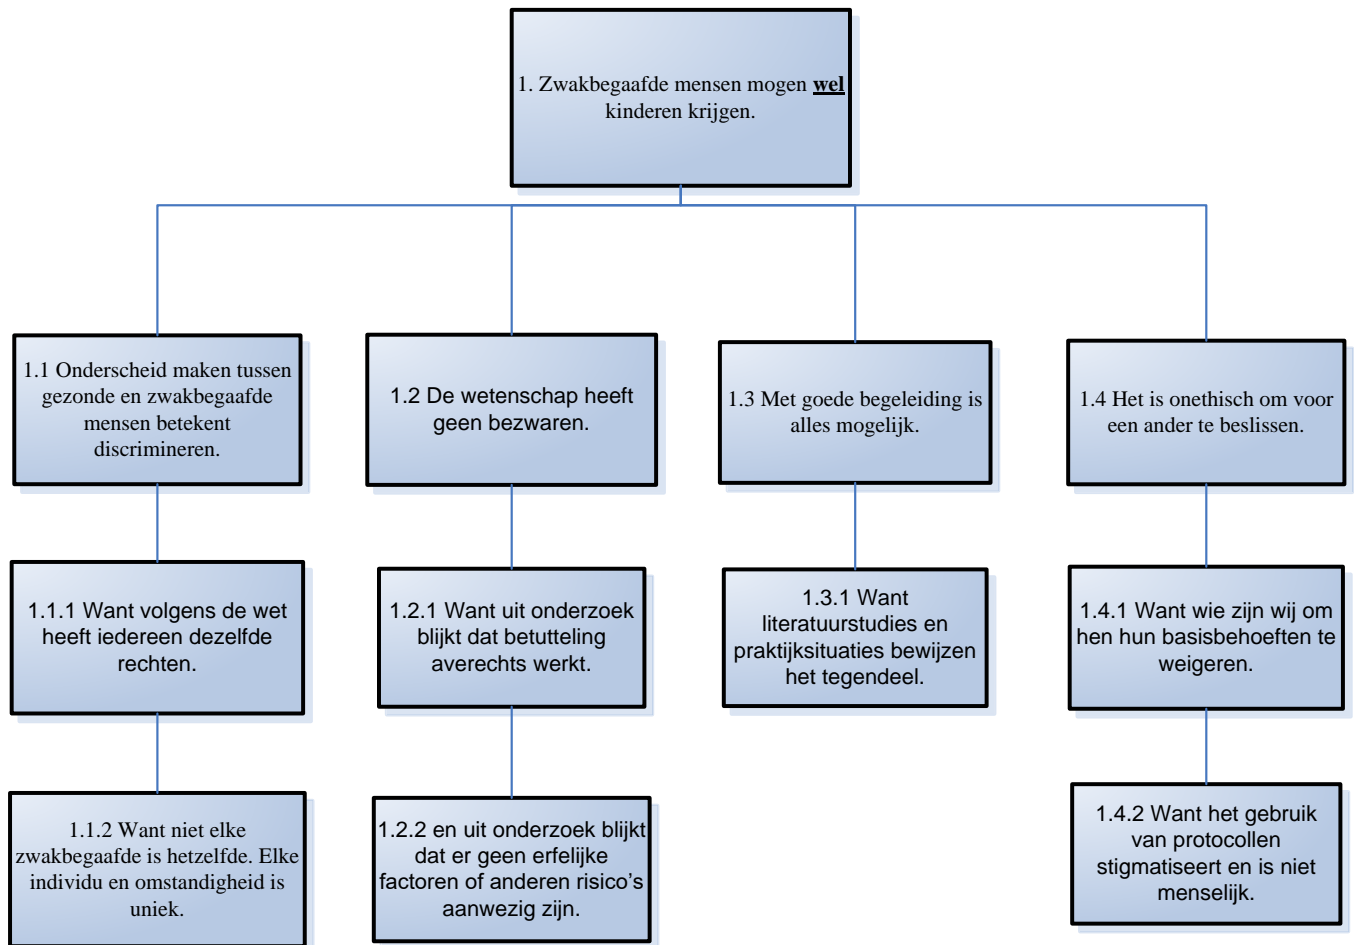 1. Zwakbegaafde mensen mogen wel
kinderen krijgen.
1.1 Onderscheid maken tussen
gezonde en zwakbegaafde
mensen betekent
discrimineren.
1.2 De wetenschap heeft
geen bezwaren.
1.3 Met goede begeleiding is
alles mogelijk.
1.4 Het is onethisch om voor
een ander te beslissen.
1.1.1 Want volgens de wet
heeft iedereen dezelfde
rechten.
1.2.1 Want uit onderzoek
blijkt dat betutteling
averechts werkt.
1.3.1 Want
literatuurstudies en
praktijksituaties bewijzen
het tegendeel.
1.4.1 Want wie zijn wij om
hen hun basisbehoeften te
weigeren.
1.1.2 Want niet elke
zwakbegaafde is hetzelfde. Elke
individu en omstandigheid is
uniek.
1.2.2 en uit onderzoek blijkt
dat er geen erfelijke
factoren of anderen risico's
aanwezig zijn.
1.4.2 Want het gebruik
van protocollen
stigmatiseert en is niet
menselijk.